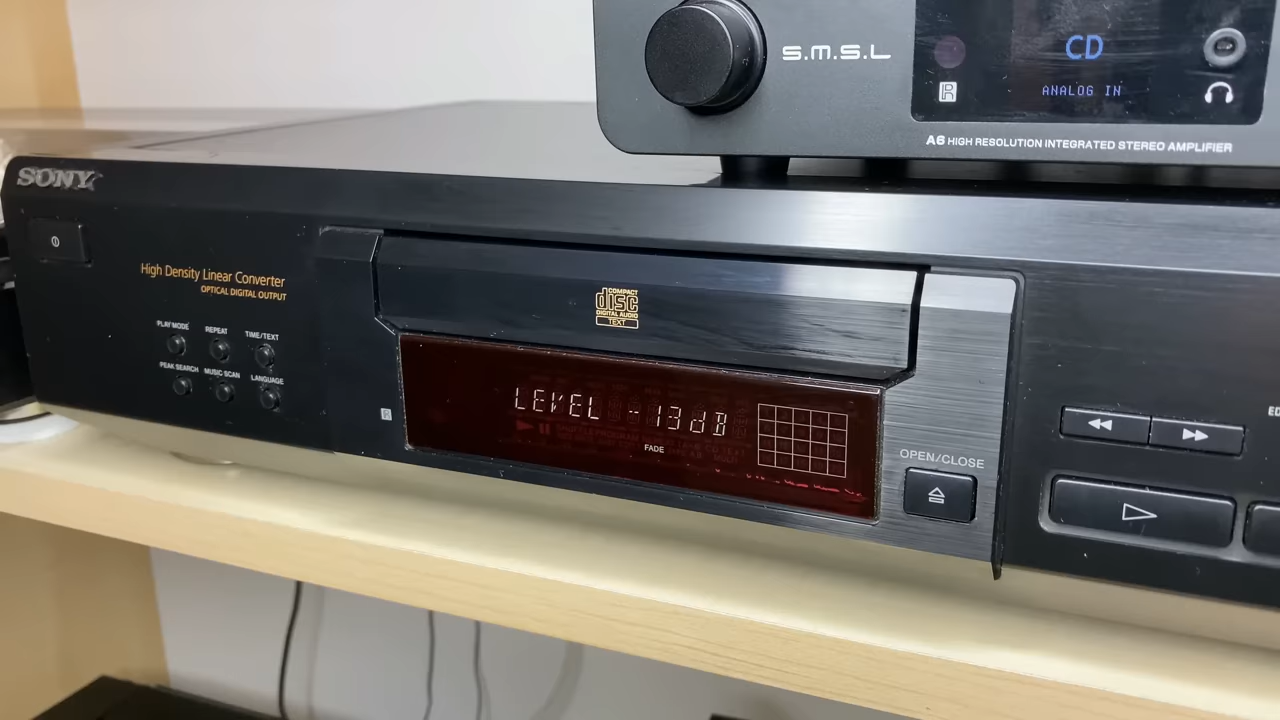 S.M.S.L
CD
ANALOG IN
A6 HIGH RESOLUTION INTEGRATED STEREO AMPLIFIER
SONY
High Density Linear Converter
OPTICAL DIGITAL OUTPUT
PLAY MODE
REPEAT
TIME/TEXT
PEAK SEARCH
MUSIC SCAN
LANGUAGE
COMPACT
disc
DIGITAL AUDIO
TEXT
LEVEL -13dB
FADE
OPEN/CLOSE